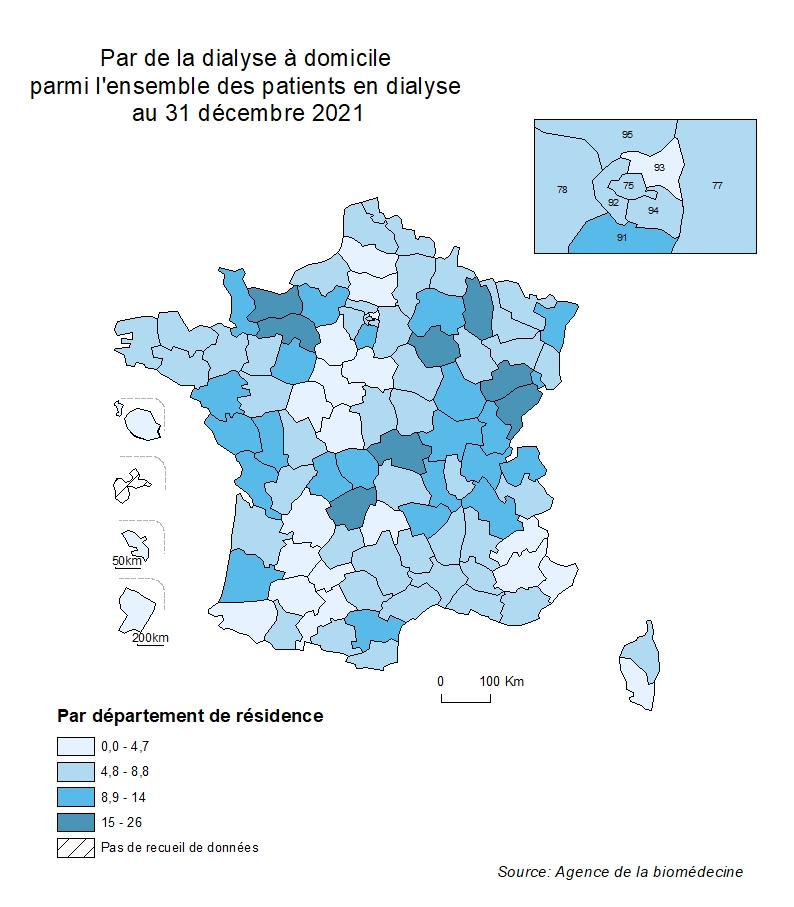 Par de la dialyse à domicile
parmi l'ensemble des patients en dialyse
au 31 décembre 2021
95
93
78
75
77
92
94
91
50km
200km
0 100 Km
Par département de résidence
0,0 - 4,7
4,8 - 8,8
8,9 - 14
15 - 26
Pas de recueil de données
Source: Agence de la biomédecine